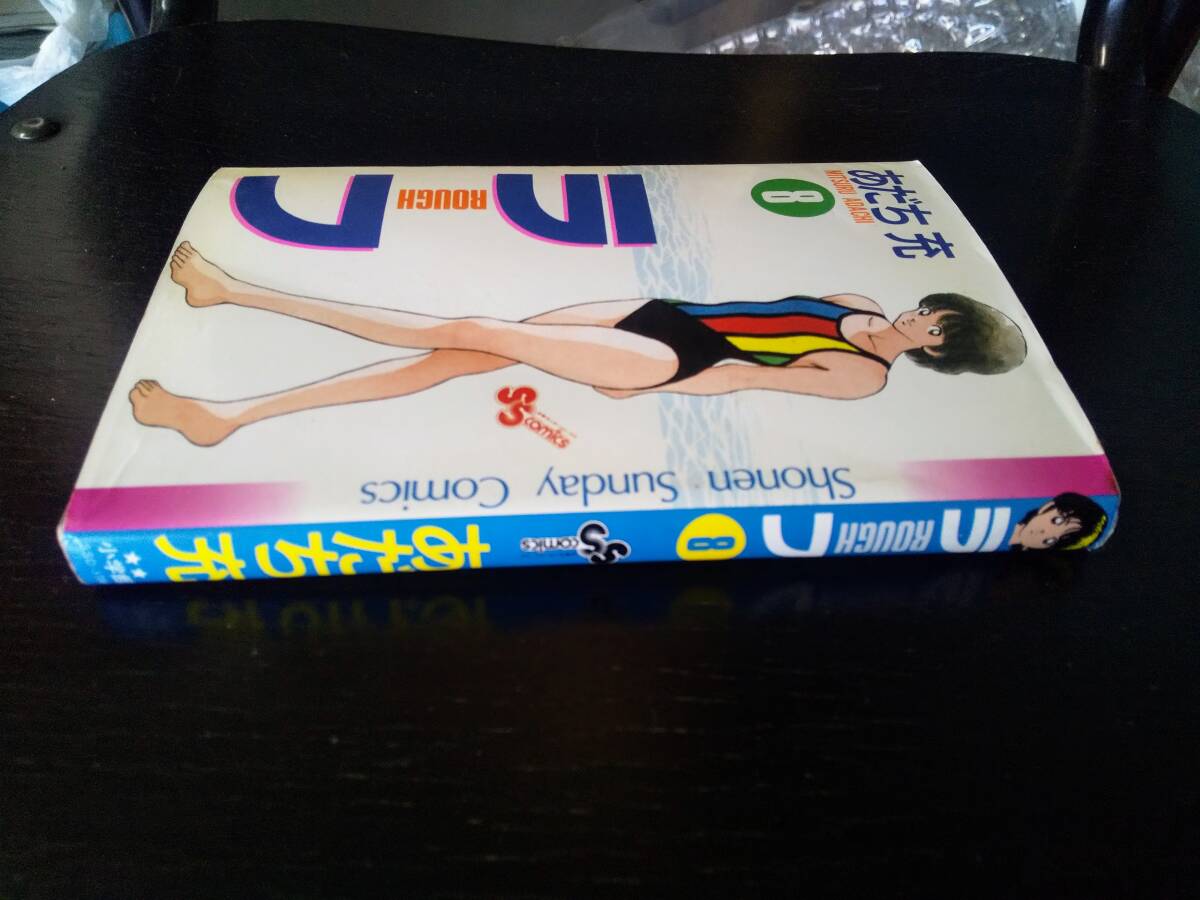 あだち 充
MITSURU ADACHI
8
ラフ
ROUGH
SS comics
Shonen Sunday Comics
ラフ
ROUGH
8
SS comics
あだち充
★★